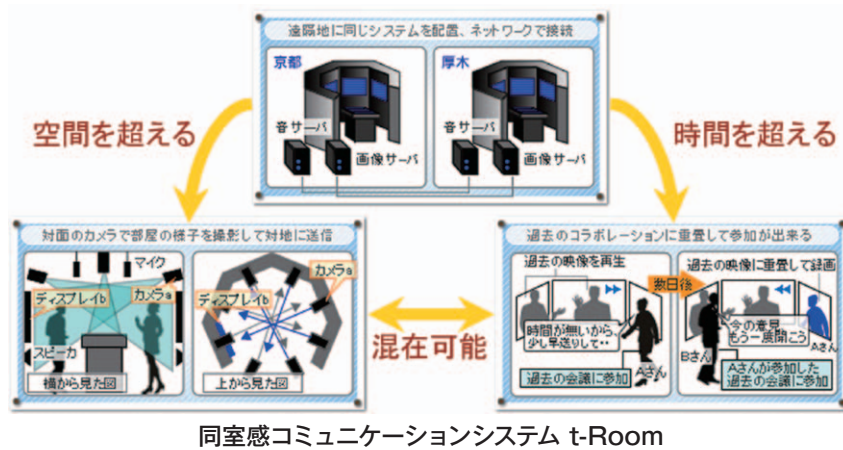 遠隔地に同じシステムを配置、ネットワークで接続
京都
厚木
音サーバ
画像サーバ
音サーバ
画像サーバ
空間を超える
時間を超える
対面のカメラで部屋の様子を撮影して対地に送信
マイク
ディスプレイb
カメラa
スピーカ
横から見た図
カメラa
ディスプレイb
上から見た図
混在可能
過去のコラボレーションに重畳して参加が出来る
過去の映像を再生
時間が無いから
少し早送りして・・
Aさん
過去の会議に参加
数日後
過去の映像に重畳して録画
今の意見
もう一度聞こう
Bさん
Aさん
Aさんが参加した
過去の会議に参加
同室感コミュニケーションシステム t-Room